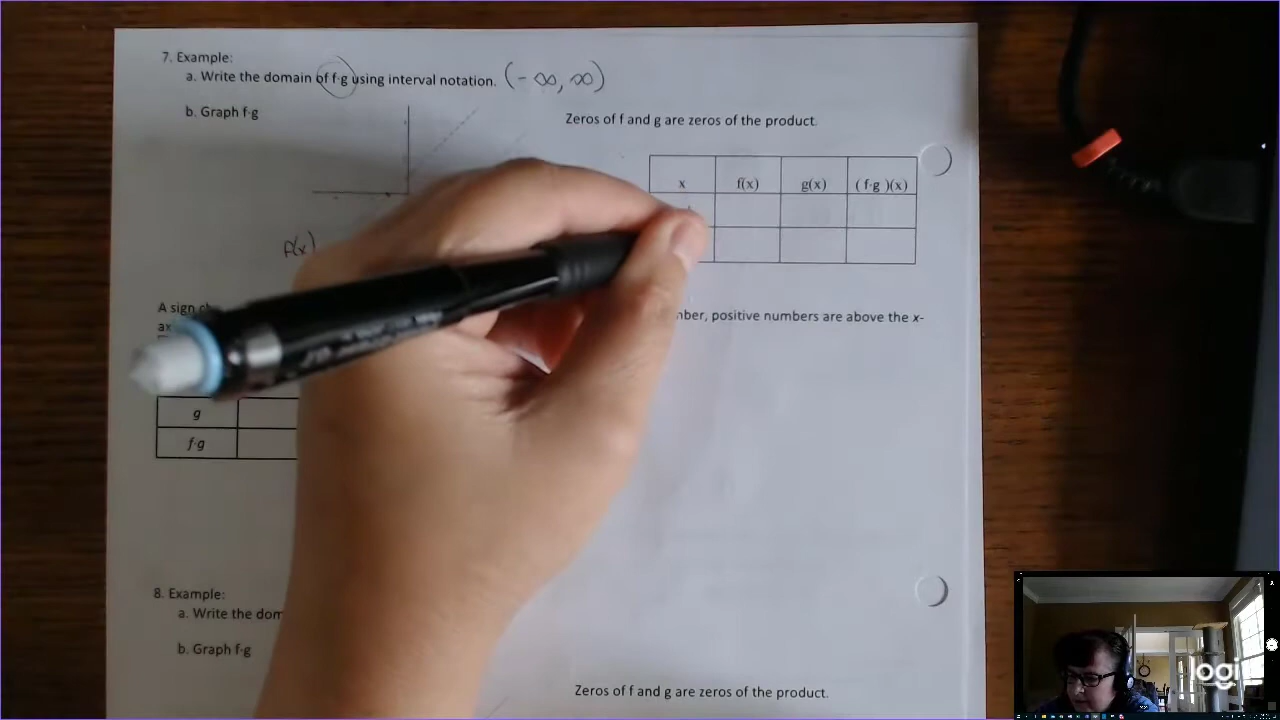 7. Example:
a. Write the domain of f·g using interval notation. (-∞, ∞)
b. Graph f·g
Zeros of f and g are zeros of the product.
x f(x) g(x) (f·g)(x)
f(x)
A sign
nber, positive numbers are above the x-
ax
g
f·g
8. Example:
a. Write the dom
b. Graph f·g
Zeros of f and g are zeros of the product.
logi